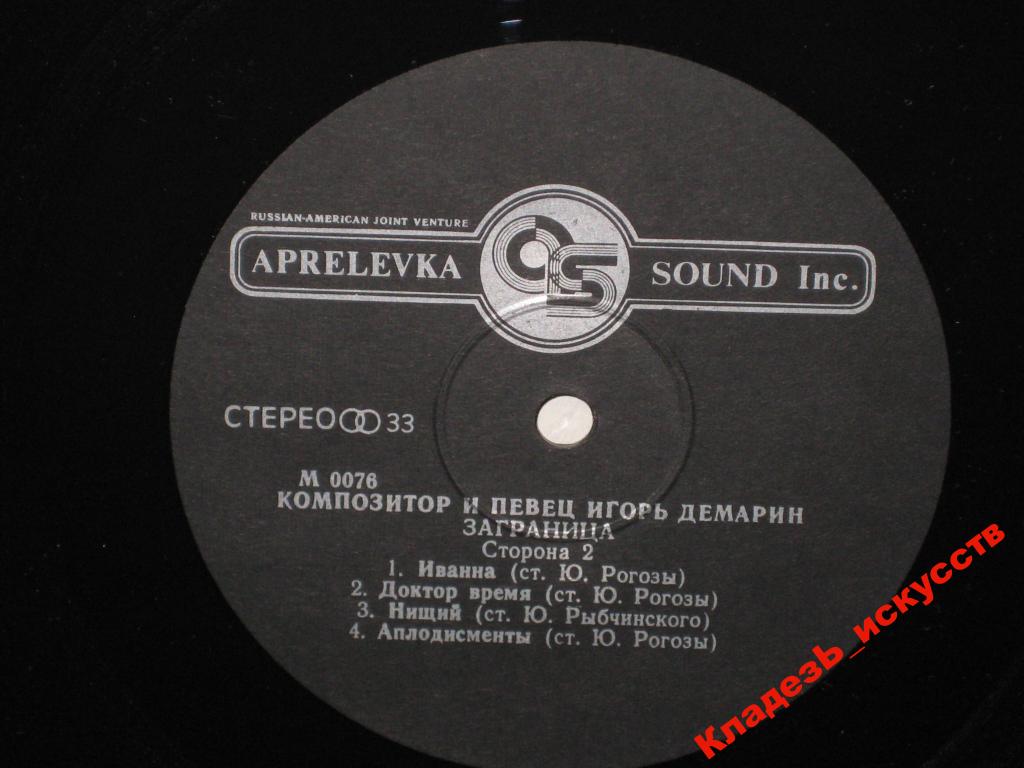 RUSSIAN-AMERICAN JOINT VENTURE
APRELEVKA SOUND Inc.
СТЕРЕО 33
М 0076
КОМПОЗИТОР И ПЕВЕЦ ИГОРЬ ДЕМАРИН
ЗАГРАНИЦА
Сторона 2
1. Иванна (ст. Ю. Рогозы)
2. Доктор время (ст. Ю. Рогозы)
3. Нищий (ст. Ю. Рыбчинского)
4. Аплодисменты (ст. Ю. Рогозы)
Кладезь_искусств